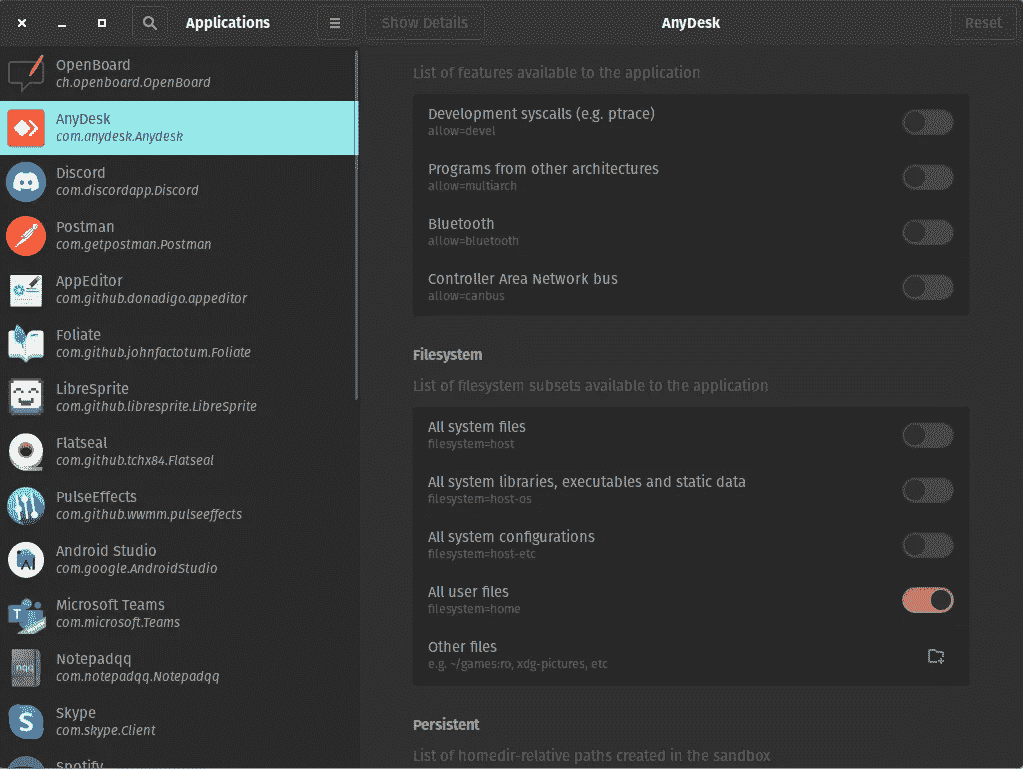 Applications
Show Details
AnyDesk
Reset
OpenBoard
ch.openboard.OpenBoard
AnyDesk
com.anydesk.Anydesk
Discord
com.discordapp.Discord
Postman
com.getpostman.Postman
AppEditor
com.github.donadigo.appeditor
Foliate
com.github.johnfactotum.Foliate
LibreSprite
com.github.libresprite.LibreSprite
Flatseal
com.github.tchx84.Flatseal
PulseEffects
com.github.wwmm.pulseeffects
Android Studio
com.google.AndroidStudio
Microsoft Teams
com.microsoft.Teams
Notepadqq
com.notepadqq.Notepadqq
Skype
com.skype.Client
Spotify
List of features available to the application
Development syscalls (e.g. ptrace)
allow=devel
Programs from other architectures
allow=multiarch
Bluetooth
allow=bluetooth
Controller Area Network bus
allow=canbus
Filesystem
List of filesystem subsets available to the application
All system files
filesystem=host
All system libraries, executables and static data
filesystem=host-os
All system configurations
filesystem=host-etc
All user files
filesystem=home
Other files
e.g. ~/games:ro, xdg-pictures, etc
Persistent
List of homedir-relative paths created in the sandbox